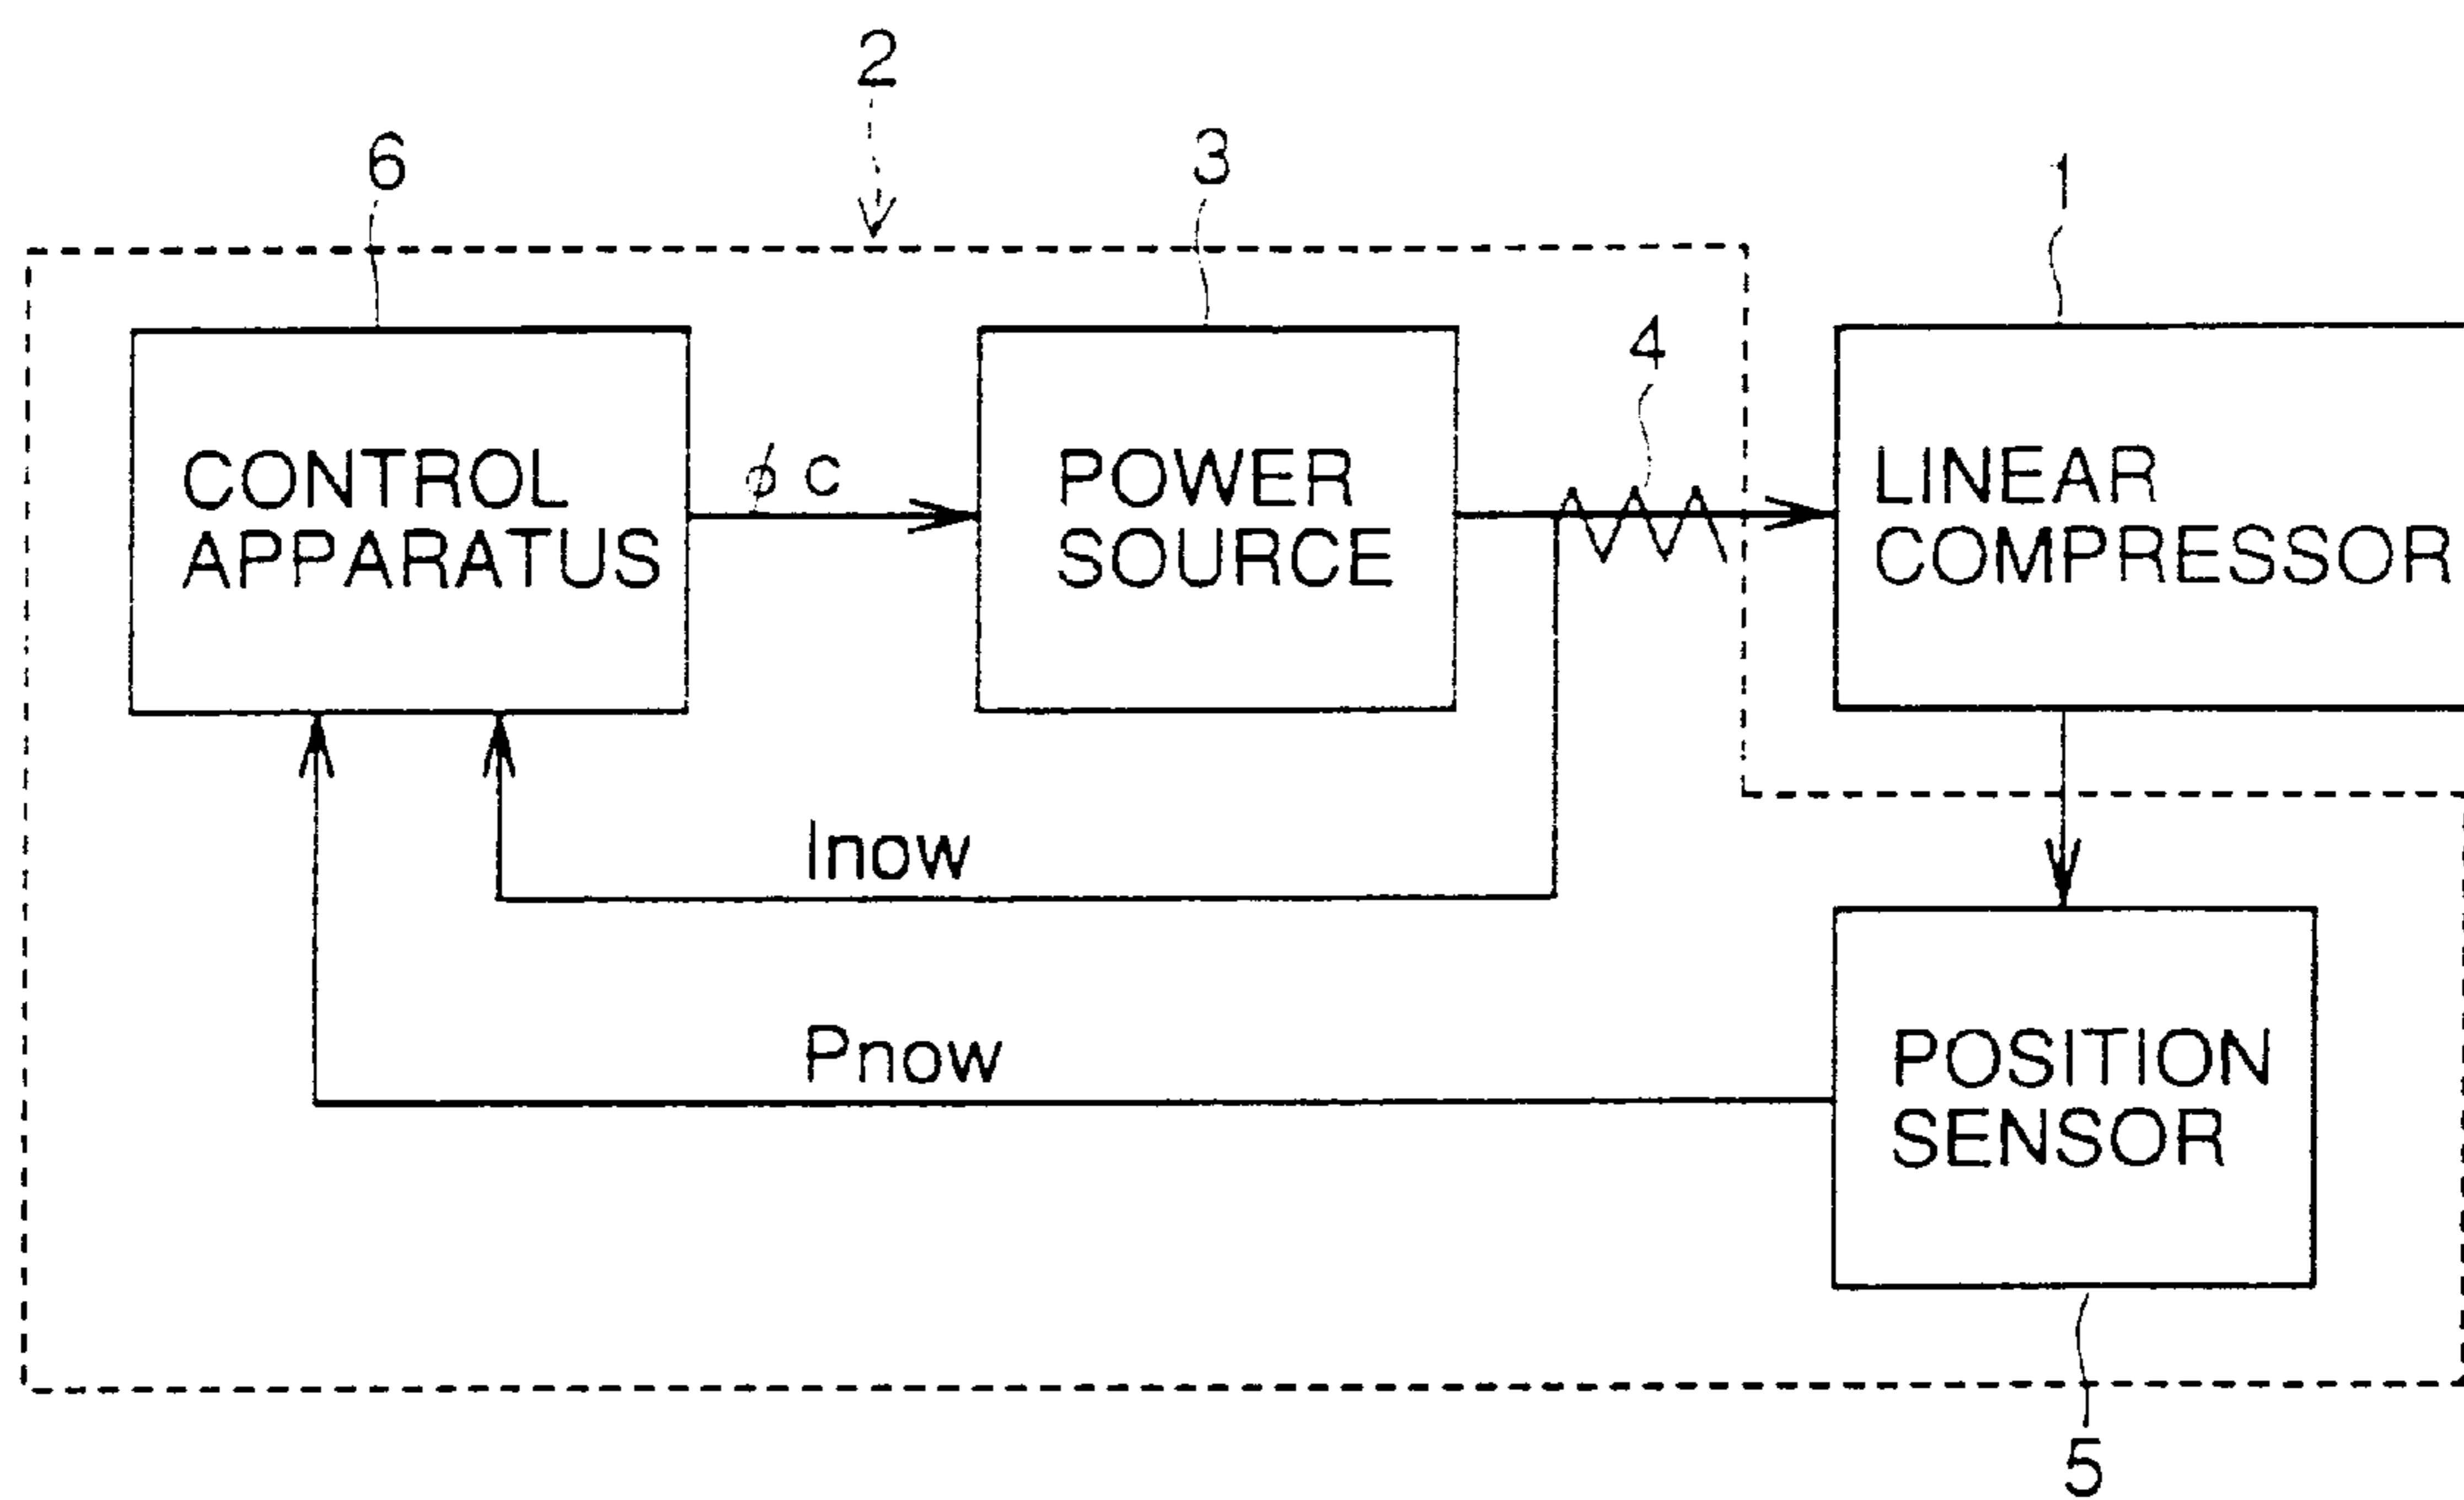 2
6
3
1
4
CONTROL
APPARATUS
ϕ c
POWER
SOURCE
LINEAR
COMPRESSOR
Inow
Pnow
POSITION
SENSOR
5